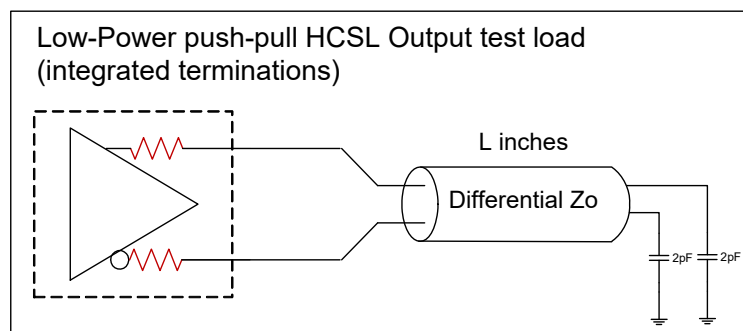 Low-Power push-pull HCSL Output test load
(integrated terminations)
L inches
Differential Zo
2pF
2pF